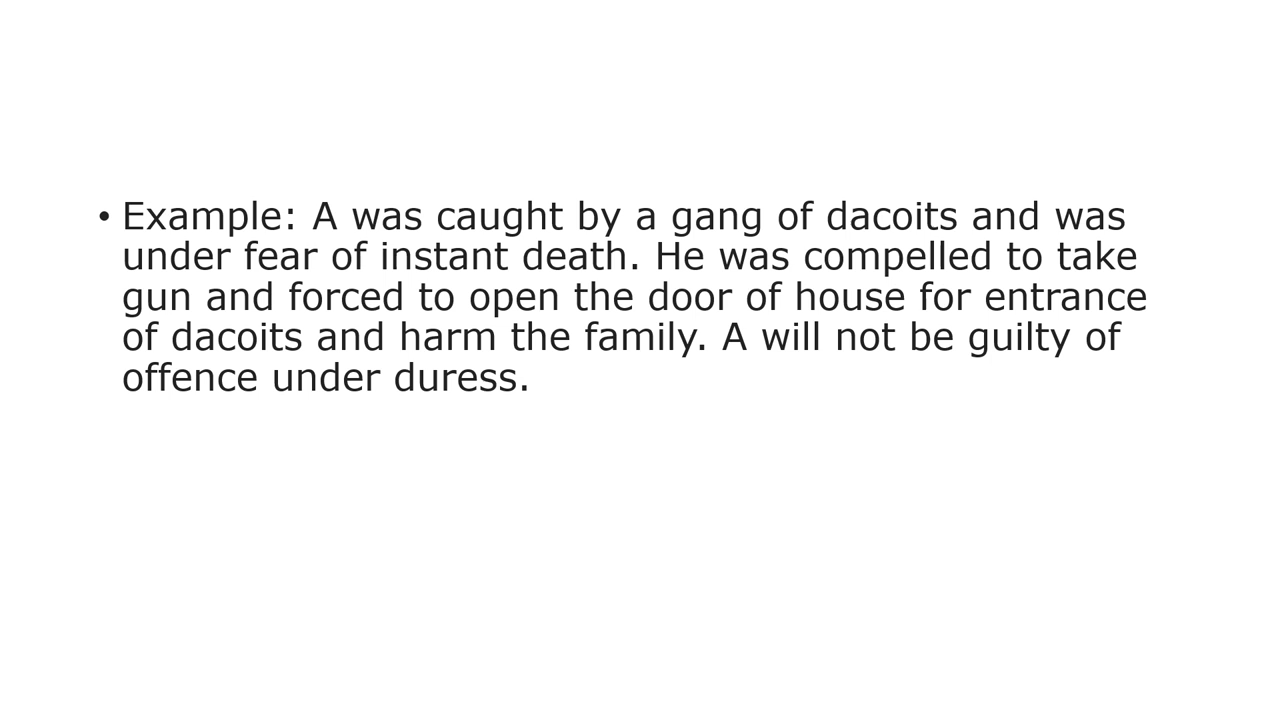 • Example: A was caught by a gang of dacoits and was
under fear of instant death. He was compelled to take
gun and forced to open the door of house for entrance
of dacoits and harm the family. A will not be guilty of
offence under duress.